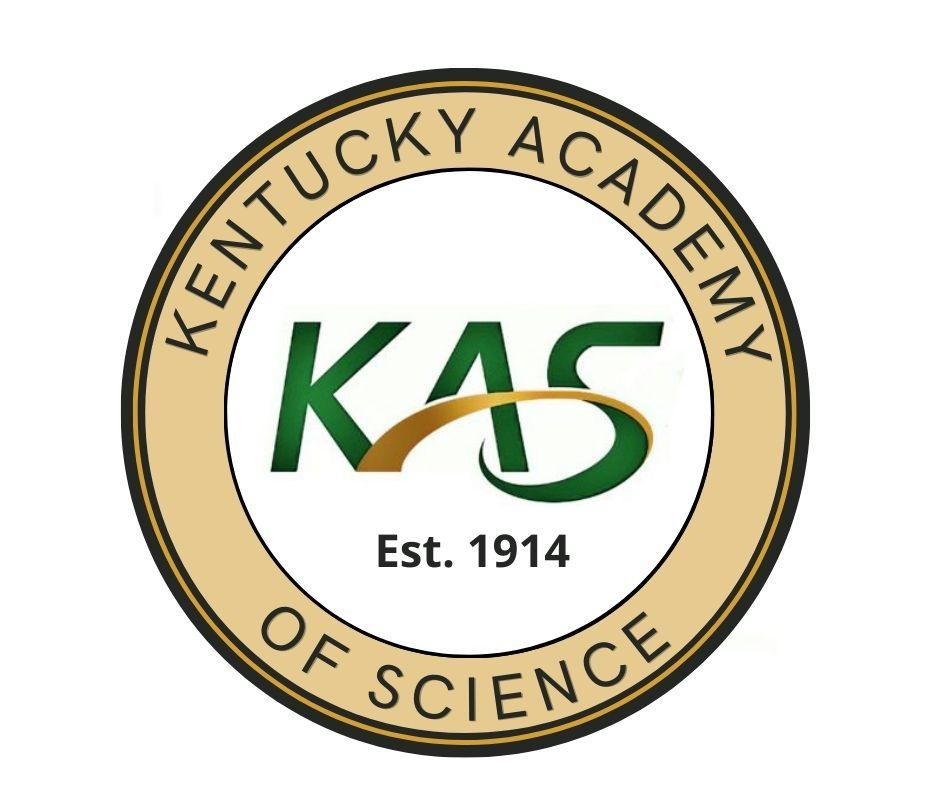 KENTUCKY ACADEMY
KAS
Est. 1914
OF SCIENCE